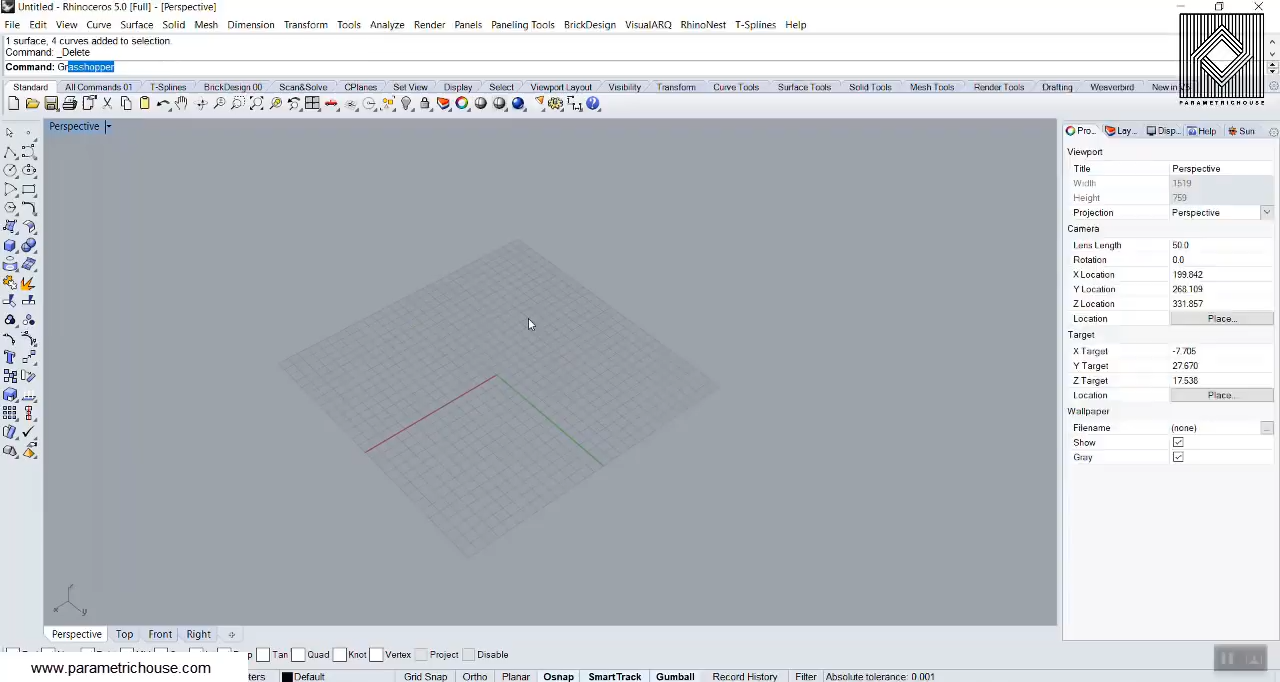 Untitled - Rhinoceros 5.0 [Full] - [Perspective]
File Edit View Curve Surface Solid Mesh Dimension Transform Tools Analyze Render Panels Paneling Tools BrickDesign VisualARQ RhinoNest T-Splines Help
1 surface, 4 curves added to selection.
Command: _Delete
Command: Grasshopper
PARAMETRICHOUSE
Standard All Commands 01 T-Splines BrickDesign 00 Scan&Solve CPlanes Set View Display Select Viewport Layout Visibility Transform Curve Tools Surface Tools Solid Tools Mesh Tools Render Tools Drafting Weaverbird New in
Perspective
Pro... Lay... Disp... Help Sun
Viewport
Title Perspective
Width 1519
Height 759
Projection Perspective
Camera
Lens Length 50.0
Rotation 0.0
X Location 199.842
Y Location 268.109
Z Location 331.857
Location Place...
Target
X Target -7.705
Y Target 27.670
Z Target 17.538
Location Place...
Wallpaper
Filename (none) ...
Show
Gray
z
x y
Perspective Top Front Right
Tan Quad Knot Vertex Project Disable
www.parametrichouse.com
Default Grid Snap Ortho Planar Osnap SmartTrack Gumball Record History Filter Absolute tolerance: 0.001